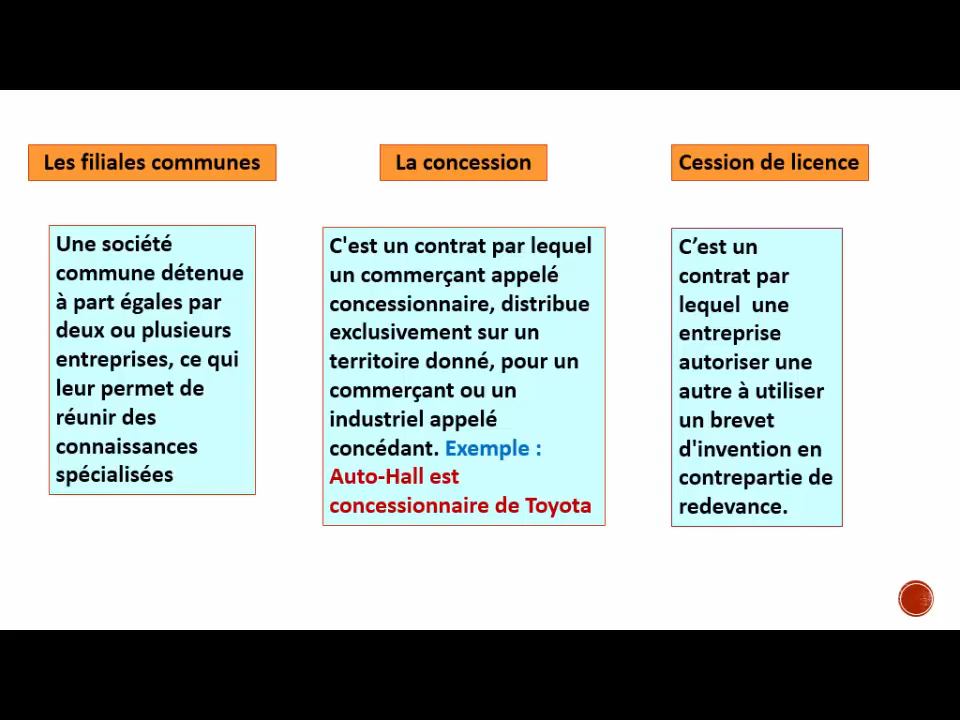 Les filiales communes
La concession
Cession de licence
Une société
commune détenue
à part égales par
deux ou plusieurs
entreprises, ce qui
leur permet de
réunir des
connaissances
spécialisées
C'est un contrat par lequel
un commerçant appelé
concessionnaire, distribue
exclusivement sur un
territoire donné, pour un
commerçant ou un
industriel appelé
concédant. Exemple :
Auto-Hall est
concessionnaire de Toyota
C’est un
contrat par
lequel  une
entreprise
autoriser une
autre à utiliser
un brevet
d'invention en
contrepartie de
redevance.